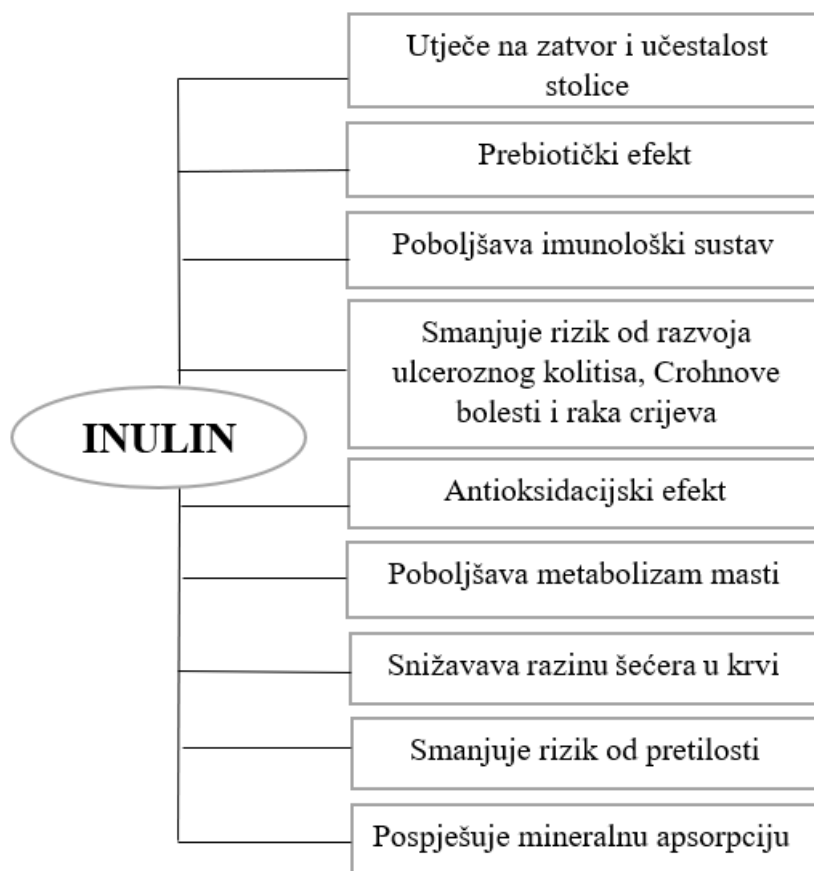 Utječe na zatvor i učestalost
stolice
Prebiotički efekt
Poboljšava imunološki sustav
Smanjuje rizik od razvoja
ulceroznog kolitisa, Crohnove
bolesti i raka crijeva
INULIN
Antioksidacijski efekt
Poboljšava metabolizam masti
Snižavava razinu šećera u krvi
Smanjuje rizik od pretilosti
Pospješuje mineralnu apsorpciju